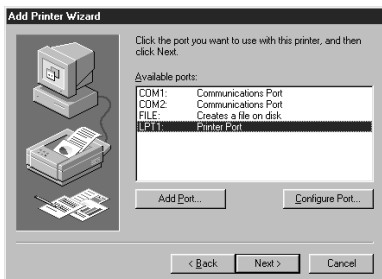 Add Printer Wizard
Click the port you want to use with this printer, and then
click Next.
Available ports:
COM1: Communications Port
COM2: Communications Port
FILE: Creates a file on disk
LPT1: Printer Port
Add Port...
Configure Port...
< Back
Next >
Cancel